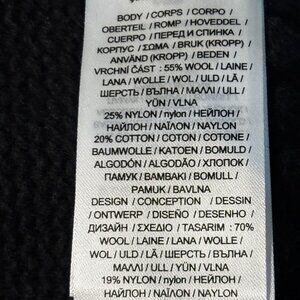 BODY / CORPS / CORPO /
OBERTEIL / ROMP / HOVEDDEL /
CUERPO / ПЕРЕД И СПИНКА /
КОРПУС / ΣΩΜΑ / BRUK (KROPP) /
ANVÄND (KROPP) / BEDEN /
VRCHNÍ ČÁST : 55% WOOL / LAINE /
LANA / WOLLE / WOL / ULD / LÃ /
ШЕРСТЬ / ВЪЛНА / ΜΑΛΛΙ / ULL /
YÜN / VLNA
25% NYLON / nylon / НЕЙЛОН /
НАЙЛОН / ΝΑΪΛΟΝ / NAYLON
20% COTTON / COTON / COTONE /
BAUMWOLLE / KATOEN / BOMULD /
ALGODÓN / ALGODÃO / ХЛОПОК /
ПАМУК / ΒΑΜΒΑΚΙ / BOMULL /
PAMUK / BAVLNA
DESIGN / CONCEPTION / DESSIN
/ ONTWERP / DISEÑO / DESENHO /
ДИЗАЙН / ΣΧΕΔΙΟ / TASARIM : 70%
WOOL / LAINE / LANA / WOLLE /
WOL / ULD / LÃ / ШЕРСТЬ / ВЪЛНА /
ΜΑΛΛΙ / ULL / YÜN / VLNA
19% NYLON / nylon / НЕЙЛОН /
НАЙЛОН / ΝΑΪΛΟΝ / NAYLON